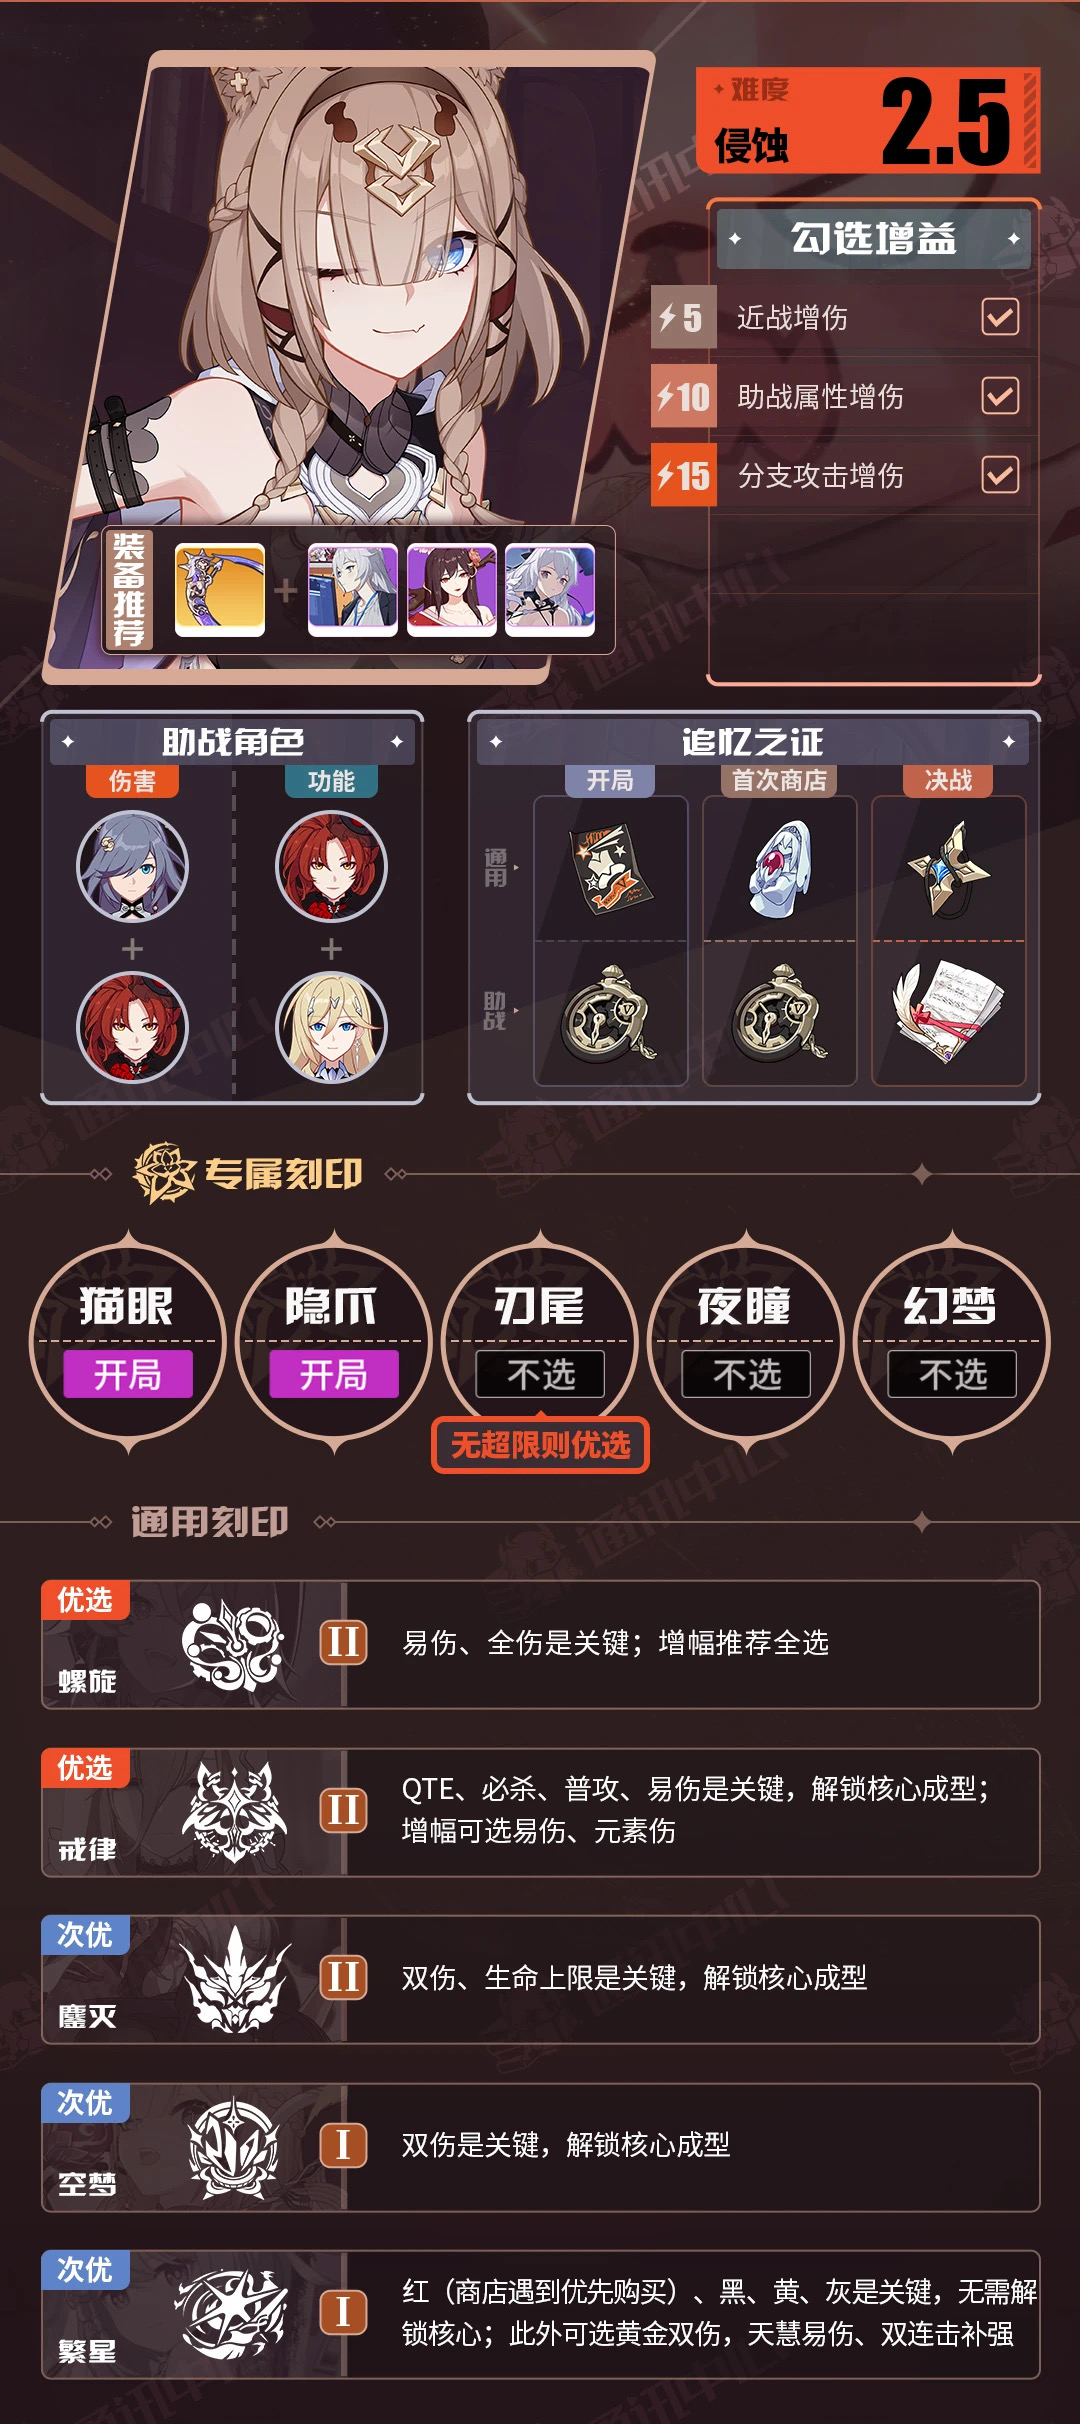 难度
侵蚀
2.5
勾选增益
5 近战增伤
10 助战属性增伤
15 分支攻击增伤
装备推荐
助战角色
伤害 功能
追忆之证
开局 首次商店 决战
通用
助战
专属刻印
猫眼 隐爪 刃尾 夜瞳 幻梦
开局 开局 不选 不选 不选
无超限则优选
通用刻印
优选
螺旋
II
易伤、全伤是关键；增幅推荐全选
优选
戒律
II
QTE、必杀、普攻、易伤是关键，解锁核心成型；
增幅可选易伤、元素伤
次优
鏖灭
II
双伤、生命上限是关键，解锁核心成型
次优
空梦
I
双伤是关键，解锁核心成型
次优
繁星
I
红（商店遇到优先购买）、黑、黄、灰是关键，无需解
锁核心；此外可选黄金双伤，天慧易伤、双连击补强
通讯中心